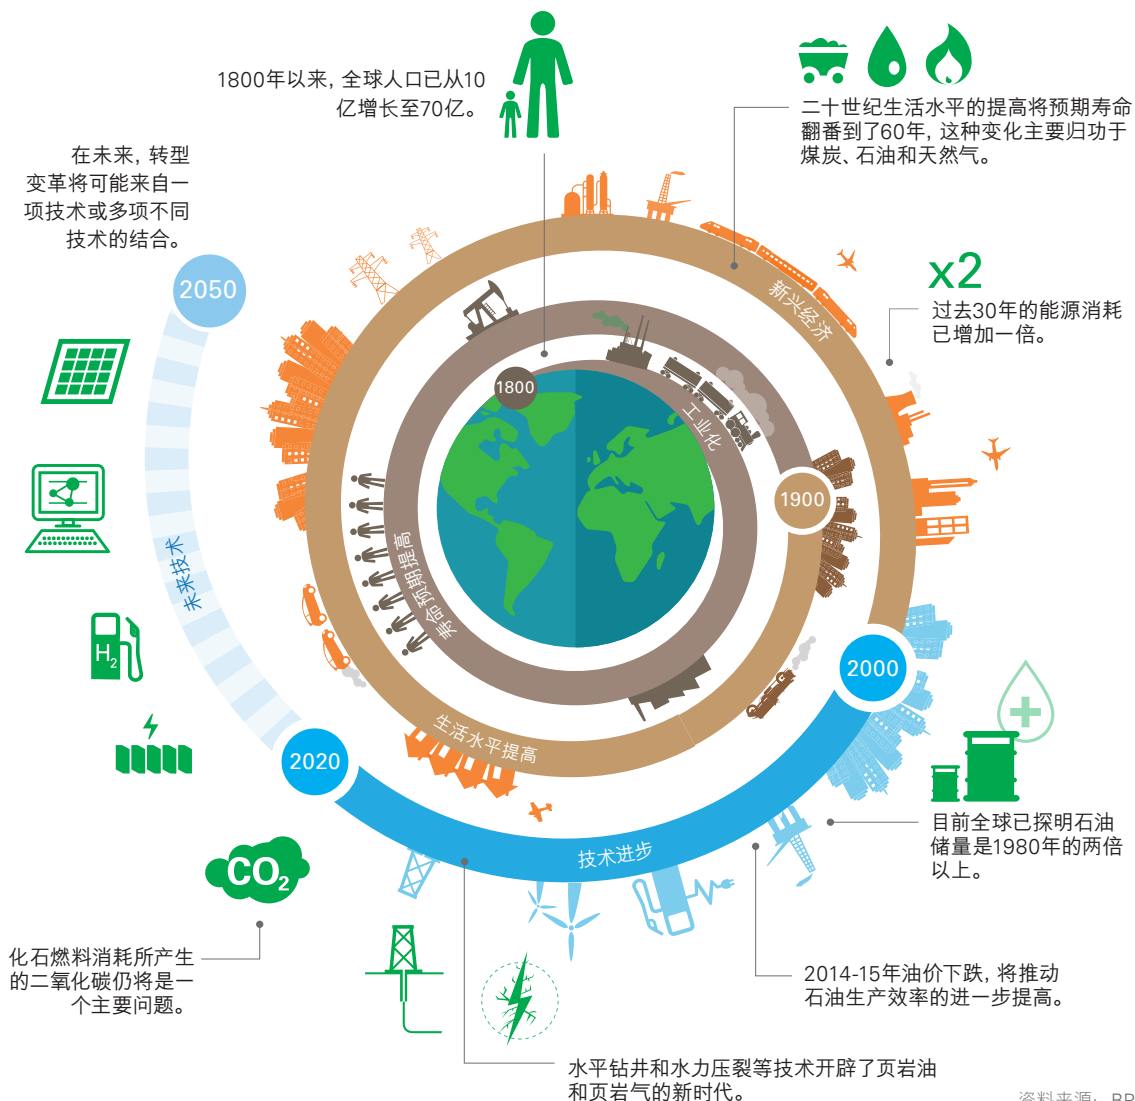 1800年以来，全球人口已从10
亿增长至70亿。
二十世纪生活水平的提高将预期寿命
翻番到了60年，这种变化主要归功于
煤炭、石油和天然气。
在未来，转型
变革将可能来自一
项技术或多项不同
技术的结合。
x2
过去30年的能源消耗
已增加一倍。
2050
新兴经济
1800
工业化
1900
寿命预期提高
未来技术
H2
2000
生活水平提高
2020
技术进步
目前全球已探明石油
储量是1980年的两倍
以上。
CO2
化石燃料消耗所产生
的二氧化碳仍将是一
个主要问题。
2014-15年油价下跌，将推动
石油生产效率的进一步提高。
水平钻井和水力压裂等技术开辟了页岩油
和页岩气的新时代。
资料来源：BP